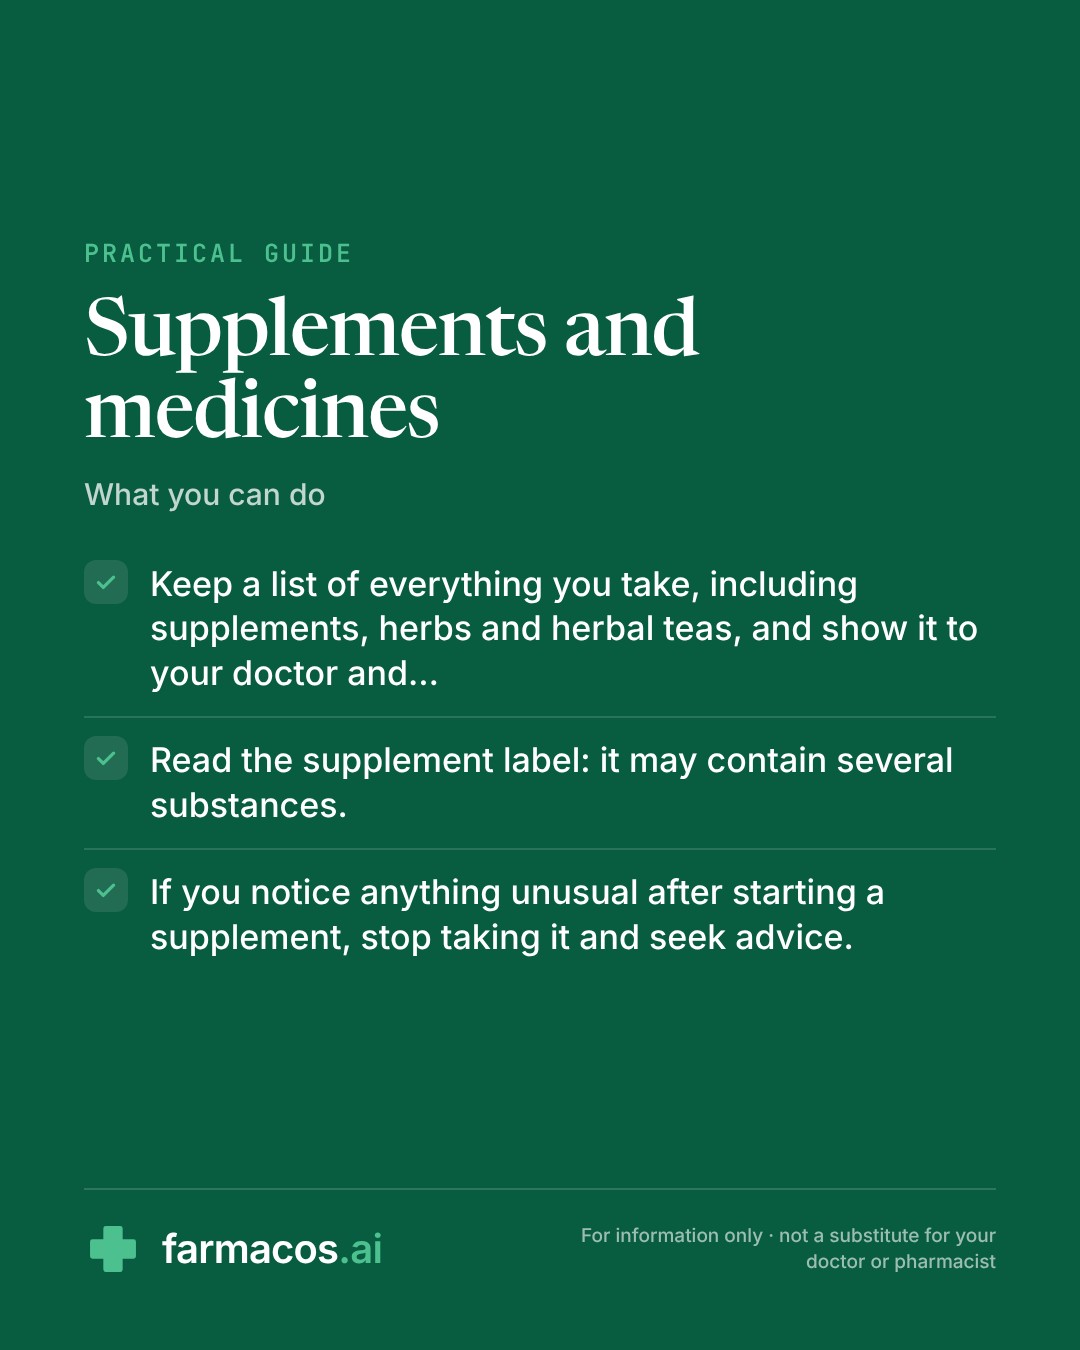 PRACTICAL GUIDE
Supplements and
medicines
What you can do
Keep a list of everything you take, including
supplements, herbs and herbal teas, and show it to
your doctor and…
Read the supplement label: it may contain several
substances.
If you notice anything unusual after starting a
supplement, stop taking it and seek advice.
farmacos.ai
For information only · not a substitute for your
doctor or pharmacist